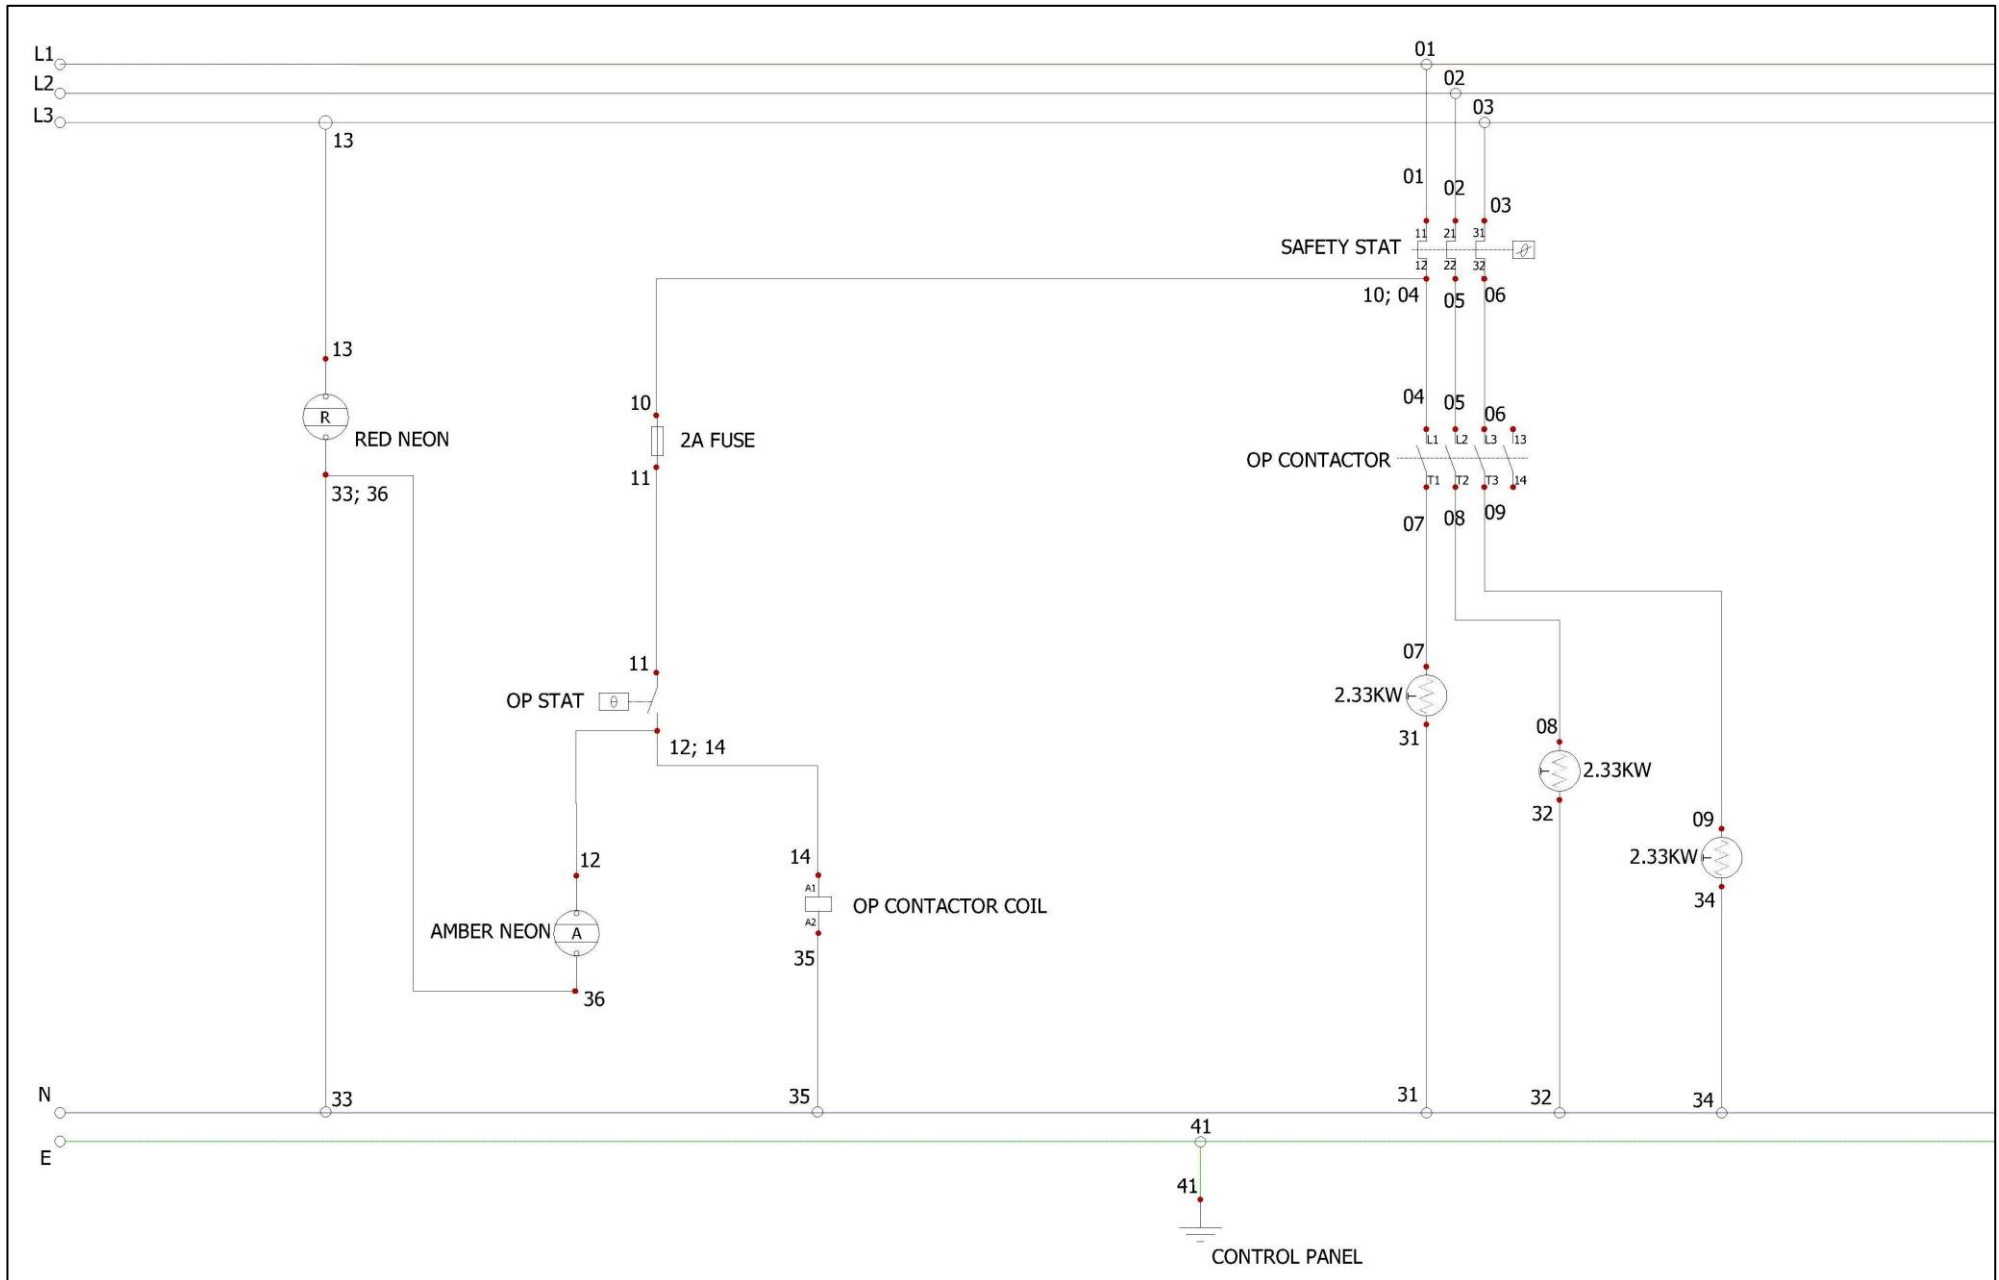 L1
01
L2
02
L3
03
13
01
02
03
11
21
31
SAFETY STAT
12
22
32
10; 04
05
06
13
04
05
06
10
R
RED NEON
2A FUSE
L1
L2
L3
13
OP CONTACTOR
11
T1
T2
T3
14
33; 36
07
08
09
11
07
OP STAT
θ
2.33KW
12; 14
31
08
2.33KW
32
09
12
14
2.33KW
A1
34
OP CONTACTOR COIL
A2
AMBER NEON
A
35
36
N
33
35
31
32
34
41
E
41
CONTROL PANEL